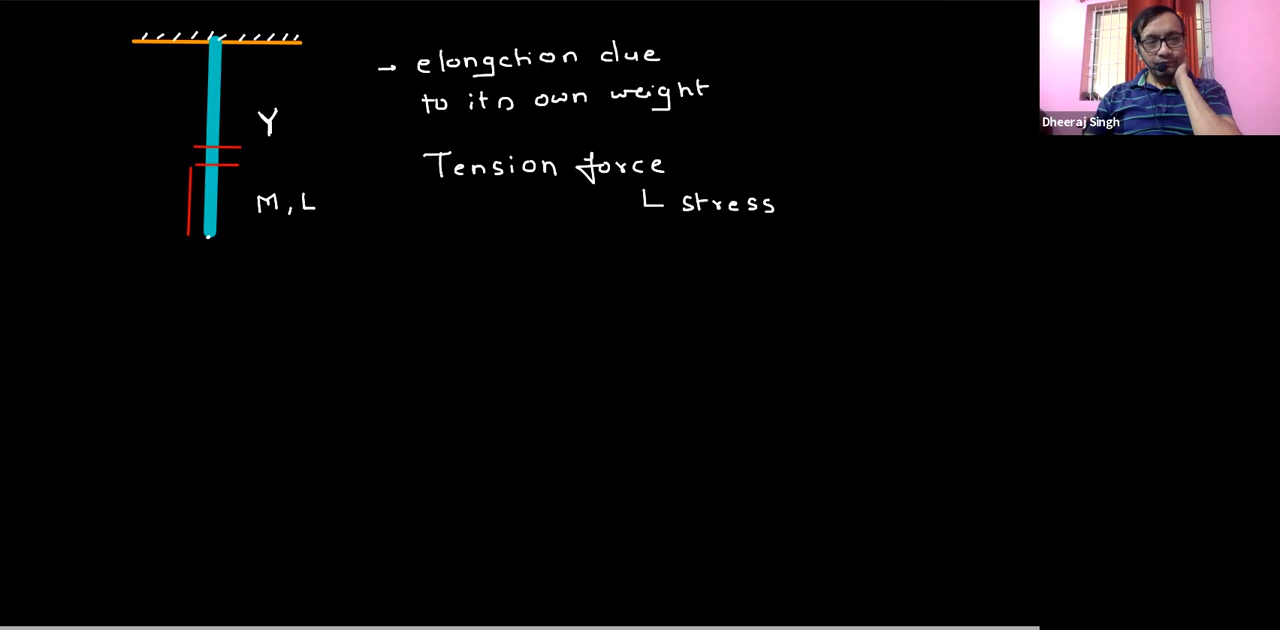 → elongation due
to its own weight
Y
Tension force
└ stress
M, L
Dheeraj Singh